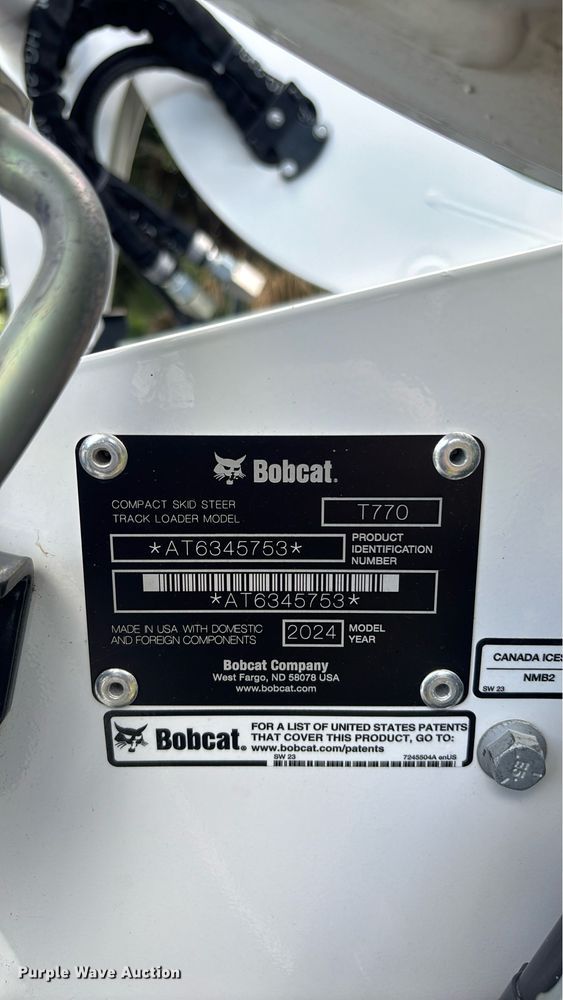 Bobcat.
COMPACT SKID STEER
TRACK LOADER MODEL
T770
*AT6345753*
PRODUCT
IDENTIFICATION
NUMBER
*AT6345753*
MADE IN USA WITH DOMESTIC
AND FOREIGN COMPONENTS
2024
MODEL
YEAR
Bobcat Company
West Fargo, ND 58078 USA
www.bobcat.com
CANADA ICES
NMB2
SW 23
Bobcat®
FOR A LIST OF UNITED STATES PATENTS
THAT COVER THIS PRODUCT, GO TO:
www.bobcat.com/patents
SW 23
7245504A enUS
Purple Wave Auction